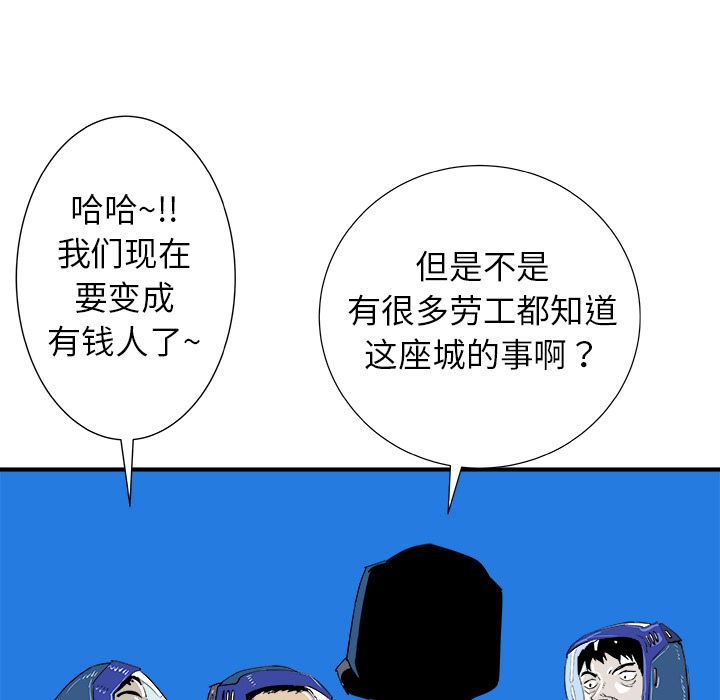 哈哈~!!
我们现在
要变成
有钱人了~
但是不是
有很多劳工都知道
这座城的事啊？